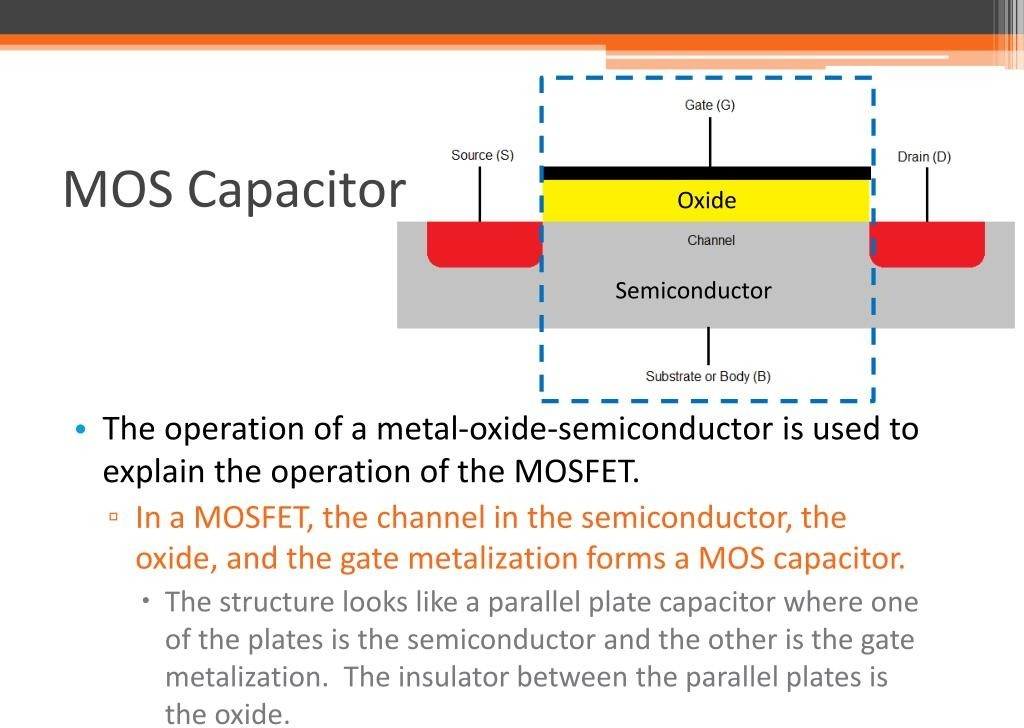 MOS Capacitor
Gate (G)
Source (S)
Drain (D)
Oxide
Channel
Semiconductor
Substrate or Body (B)
• The operation of a metal-oxide-semiconductor is used to
explain the operation of the MOSFET.
▫ In a MOSFET, the channel in the semiconductor, the
oxide, and the gate metalization forms a MOS capacitor.
• The structure looks like a parallel plate capacitor where one
of the plates is the semiconductor and the other is the gate
metalization. The insulator between the parallel plates is
the oxide.